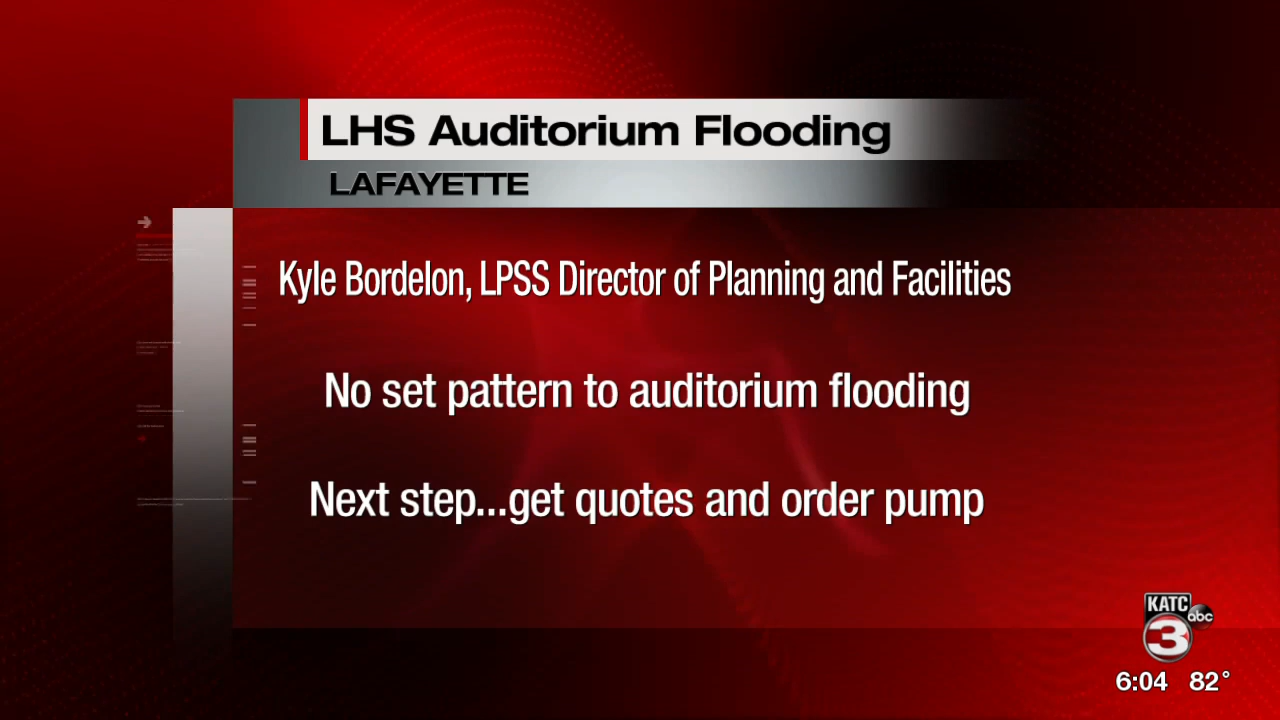 LHS Auditorium Flooding
LAFAYETTE
Kyle Bordelon, LPSS Director of Planning and Facilities
No set pattern to auditorium flooding
Next step...get quotes and order pump
KATC
abc
3
6:04 82°